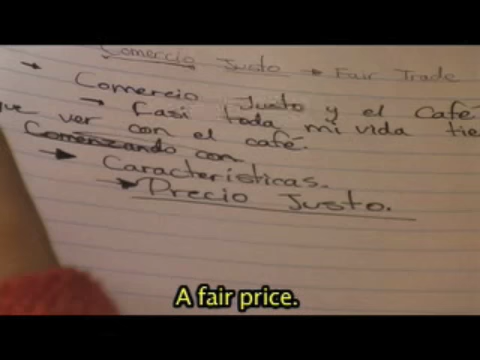 Comercio Justo → Fair Trade
→ Comercio Justo y el Café
→ Casi toda mi vida tie
que ver con el café.
Comenzando con
→ Características.
→ Precio Justo.
A fair price.